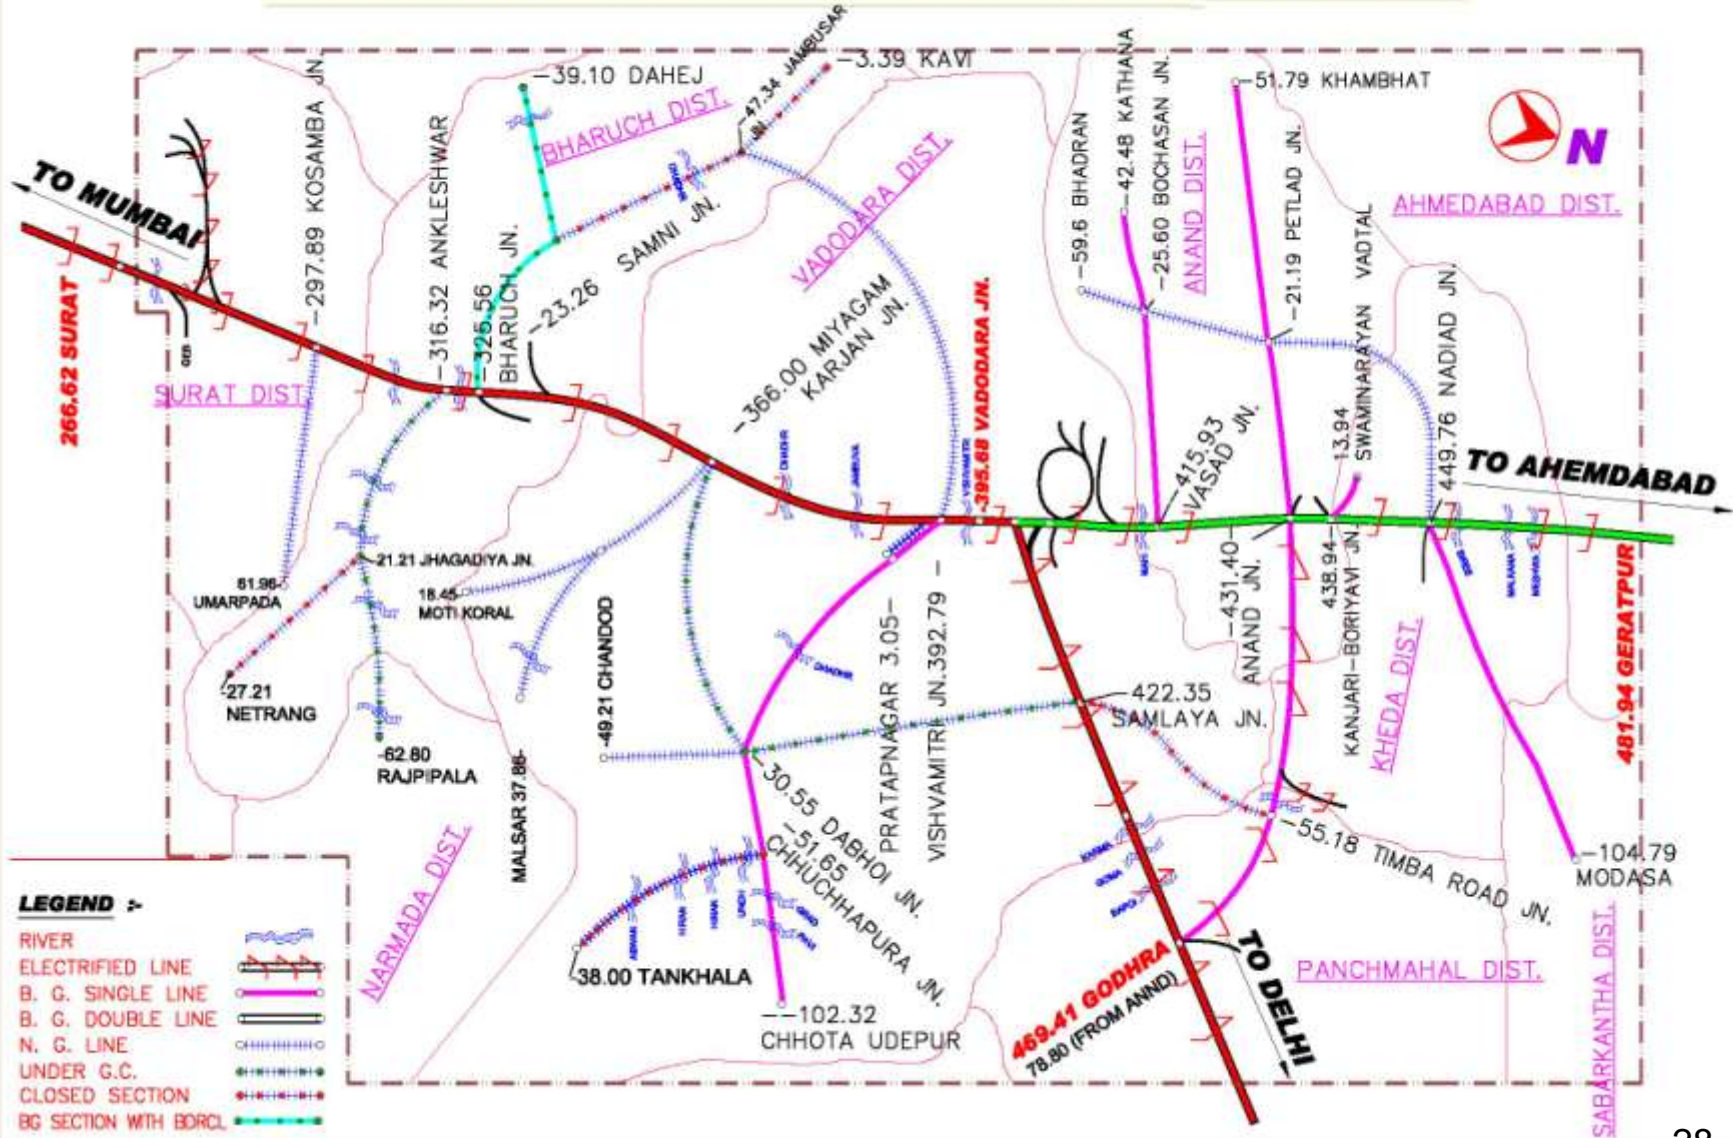 -39.10 DAHEJ
BHARUCH DIST.
-47.34 JAMBUSAR
JN.
-3.39 KAVI
VADODARA DIST.
-59.6 BHADRAN
-42.48 KATHANA
-25.60 BOCHASAN JN.
ANAND DIST.
-51.79 KHAMBHAT
-21.19 PETLAD JN.
N
AHMEDABAD DIST.
TO MUMBAI
266.62 SURAT
-297.89 KOSAMBA JN.
-316.32 ANKLESHWAR
-325.56
BHARUCH JN.
-23.26
SAMNI JN.
DHADHR
SURAT DIST.
-366.00 MIYAGAM
KARJAN JN.
DHADHR
JAMBUVA
VISHVAMITRI
-395.68 VADODARA JN.
-415.93
VASAD JN.
13.94
SWAMINARAYAN VADTAL
-449.76 NADIAD JN.
TO AHEMDABAD
61.96-
UMARPADA
-21.21 JHAGADIYA JN.
18.45-
MOTI KORAL
-27.21
NETRANG
-62.80
RAJPIPALA
-49.21 CHANDOD
MALSAR 37.86-
DHADHR
PRATAPNAGAR 3.05-
VISHVAMITRI JN.392.79 -
-431.40-
ANAND JN.
438.94-
KANJARI-BORIYAVI JN.
KHEDA DIST.
481.94 GERATPUR
-422.35
SAMLAYA JN.
-30.55 DABHOI JN.
-51.65
CHHUCHHAPURA JN.
-55.18 TIMBA ROAD JN.
-104.79
MODASA
NARMADA DIST.
HIRAN
-38.00 TANKHALA
--102.32
CHHOTA UDEPUR
GOMA
469.41 GODHRA
78.80 (FROM ANND)
TO DELHI
PANCHMAHAL DIST.
SABARKANTHA DIST.
LEGEND :-
RIVER
ELECTRIFIED LINE
B. G. SINGLE LINE
B. G. DOUBLE LINE
N. G. LINE
UNDER G.C.
CLOSED SECTION
BG SECTION WITH BDRCL